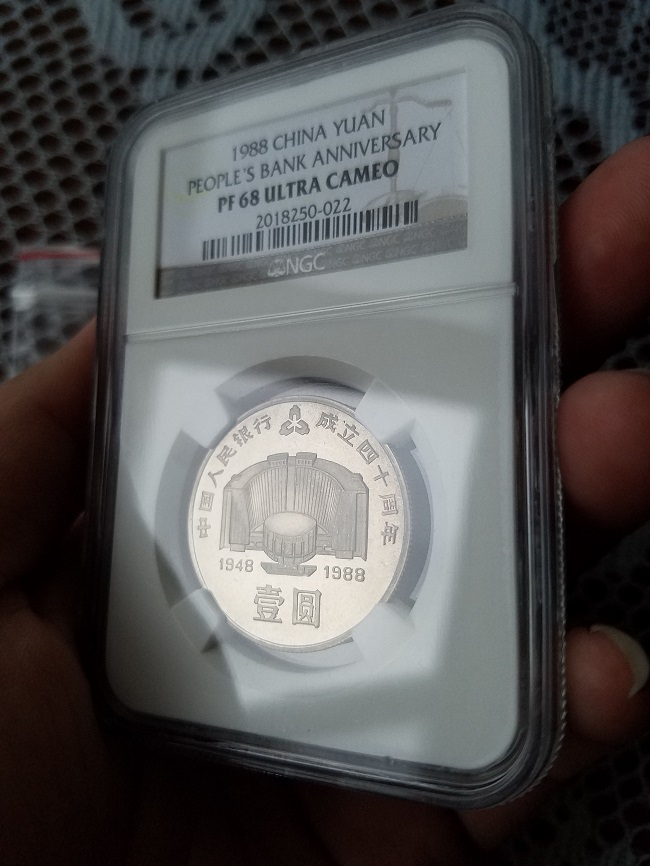 1988 CHINA YUAN
PEOPLE'S BANK ANNIVERSARY
PF 68 ULTRA CAMEO
2018250-022
NGC
中国人民银行 成立四十周年
1948 1988
壹圆